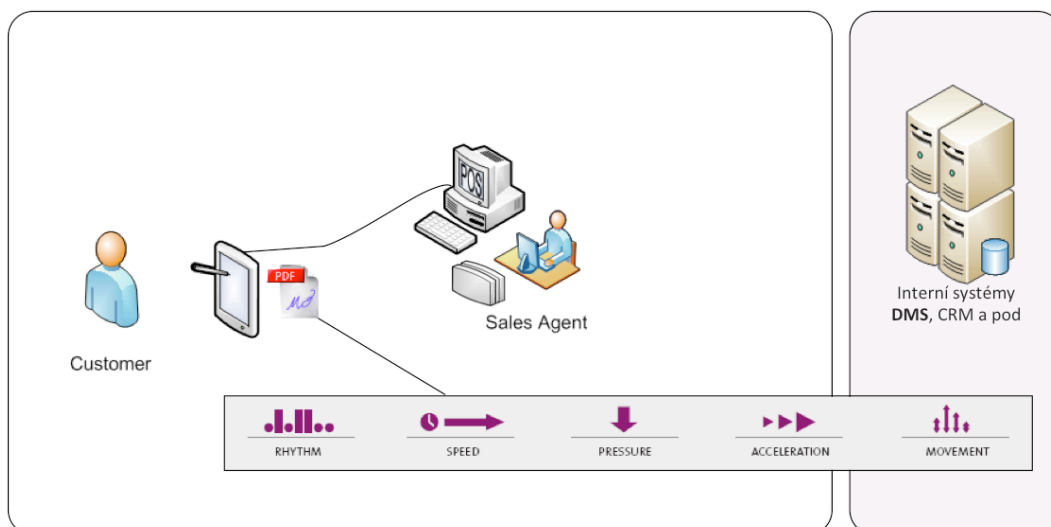 POS
PDF
Sales Agent
Customer
Interní systémy
DMS, CRM a pod
RHYTHM
SPEED
PRESSURE
ACCELERATION
MOVEMENT